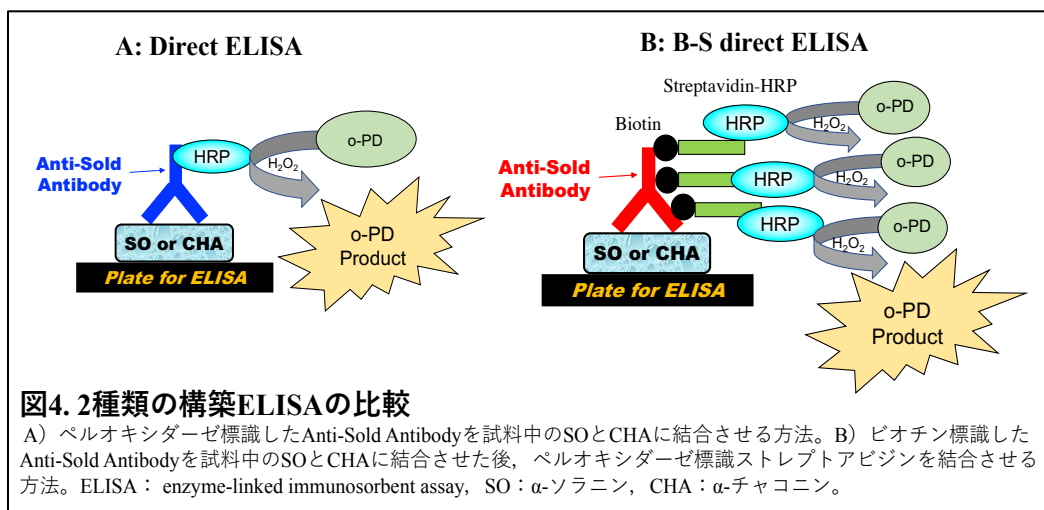 A: Direct ELISA
Anti-Sold
Antibody
HRP
H₂O₂
o-PD
SO or CHA
Plate for ELISA
o-PD
Product
B: B-S direct ELISA
Streptavidin-HRP
Biotin
Anti-Sold
Antibody
HRP
H₂O₂
o-PD
HRP
H₂O₂
o-PD
HRP
H₂O₂
o-PD
SO or CHA
Plate for ELISA
o-PD
Product
図4. 2種類の構築ELISAの比較
A）ペルオキシダーゼ標識したAnti-Sold Antibodyを試料中のSOとCHAに結合させる方法。B）ビオチン標識した
Anti-Sold Antibodyを試料中のSOとCHAに結合させた後，ペルオキシダーゼ標識ストレプトアビジンを結合させる
方法。ELISA： enzyme-linked immunosorbent assay, SO：α-ソラニン，CHA：α-チャコニン。